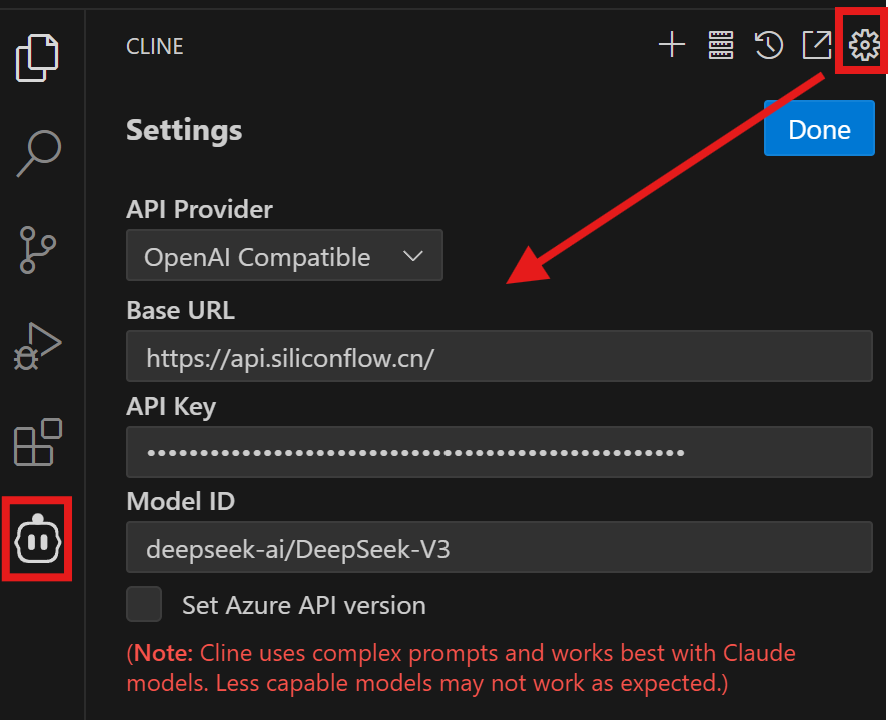 CLINE
Settings
Done
API Provider
OpenAI Compatible
Base URL
https://api.siliconflow.cn/
API Key
•••••••••••••••••••••••••••••••••••••••••••••••••••
Model ID
deepseek-ai/DeepSeek-V3
Set Azure API version
(Note: Cline uses complex prompts and works best with Claude
models. Less capable models may not work as expected.)